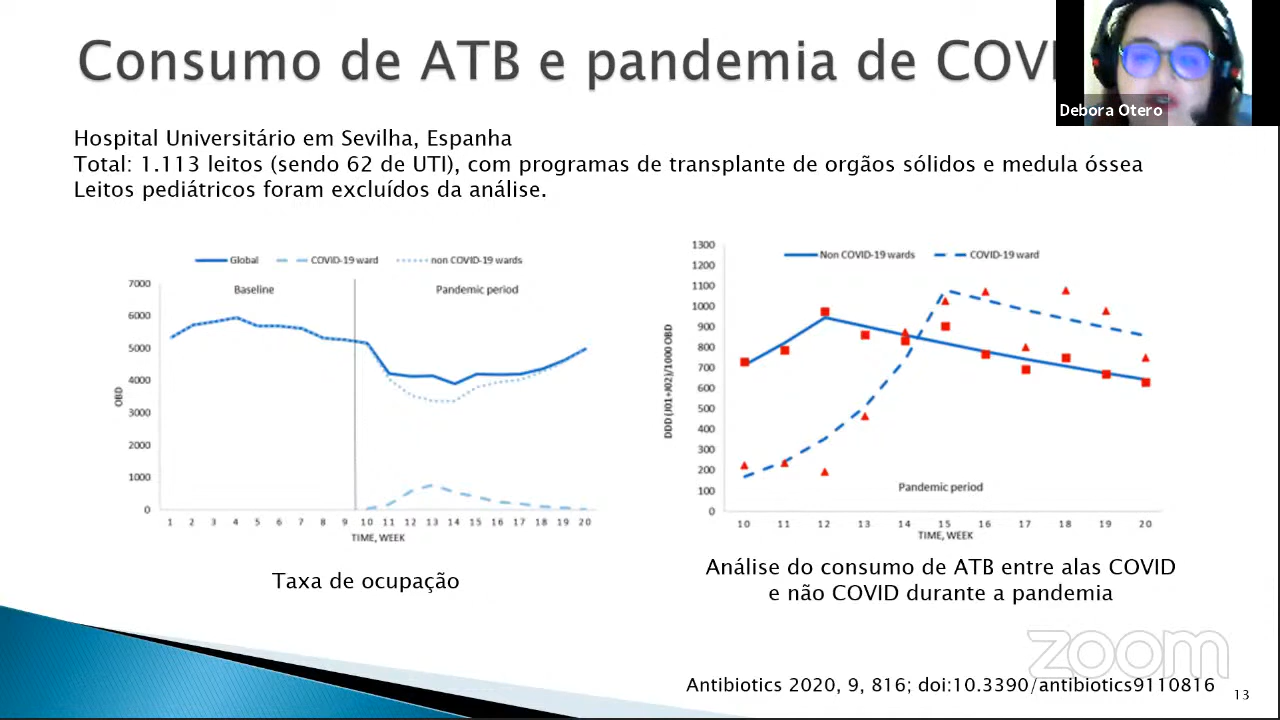 Consumo de ATB e pandemia de COV
Debora Otero
Hospital Universitário em Sevilha, Espanha
Total: 1.113 leitos (sendo 62 de UTI), com programas de transplante de orgãos sólidos e medula óssea
Leitos pediátricos foram excluídos da análise.
Global COVID-19 ward non COVID-19 wards
Baseline Pandemic period
7000
6000
5000
4000
3000
2000
1000
0
OBD
1 2 3 4 5 6 7 8 9 10 11 12 13 14 15 16 17 18 19 20
TIME, WEEK
Taxa de ocupação
Non COVID-19 wards COVID-19 ward
1300
1200
1100
1000
900
800
700
600
500
400
300
200
100
0
DDD (J01+J02)/1000 OBD
Pandemic period
10 11 12 13 14 15 16 17 18 19 20
TIME, WEEK
Análise do consumo de ATB entre alas COVID
e não COVID durante a pandemia
zoom
Antibiotics 2020, 9, 816; doi:10.3390/antibiotics9110816
13